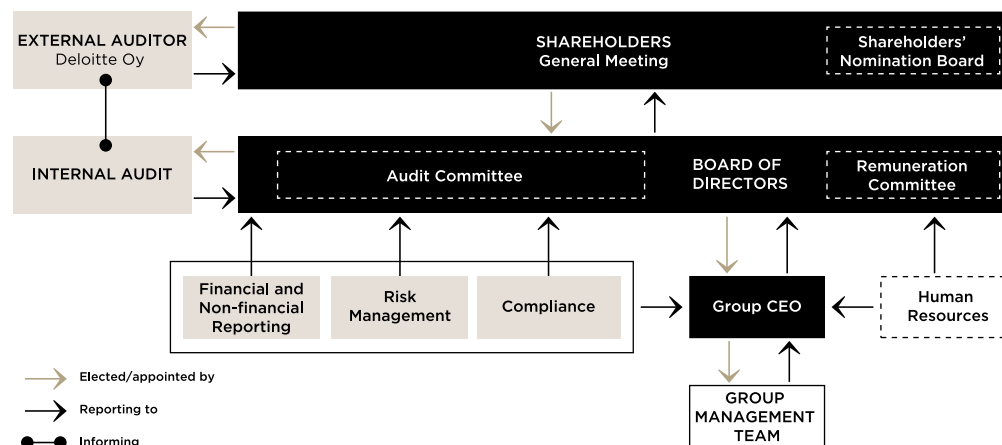 EXTERNAL AUDITOR
Deloitte Oy
SHAREHOLDERS
General Meeting
Shareholders'
Nomination Board
INTERNAL AUDIT
Audit Committee
BOARD OF
DIRECTORS
Remuneration
Committee
Financial and
Non-financial
Reporting
Risk
Management
Compliance
Group CEO
Human
Resources
GROUP
MANAGEMENT
TEAM
Elected/appointed by
Reporting to
Informing